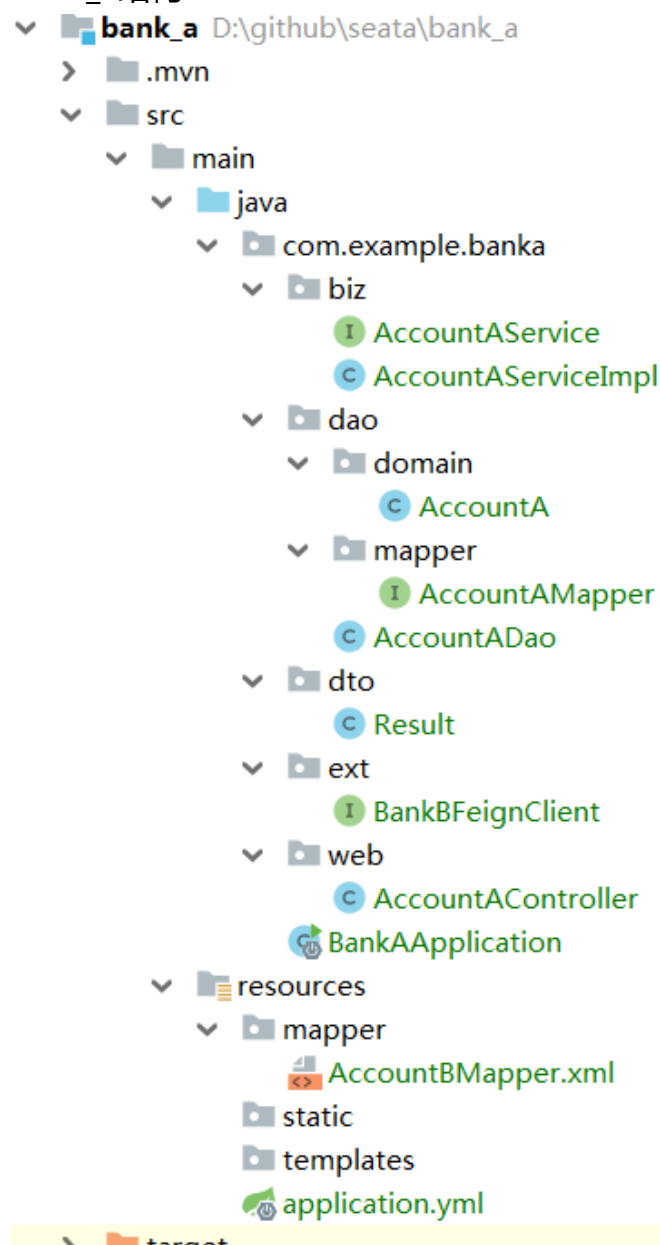 bank_a D:\github\seata\bank_a
.mvn
src
main
java
com.example.banka
biz
I AccountAService
C AccountAServiceImpl
dao
domain
C AccountA
mapper
I AccountAMapper
C AccountADao
dto
C Result
ext
I BankBFeignClient
web
C AccountAController
BankAApplication
resources
mapper
AccountBMapper.xml
static
templates
application.yml
target